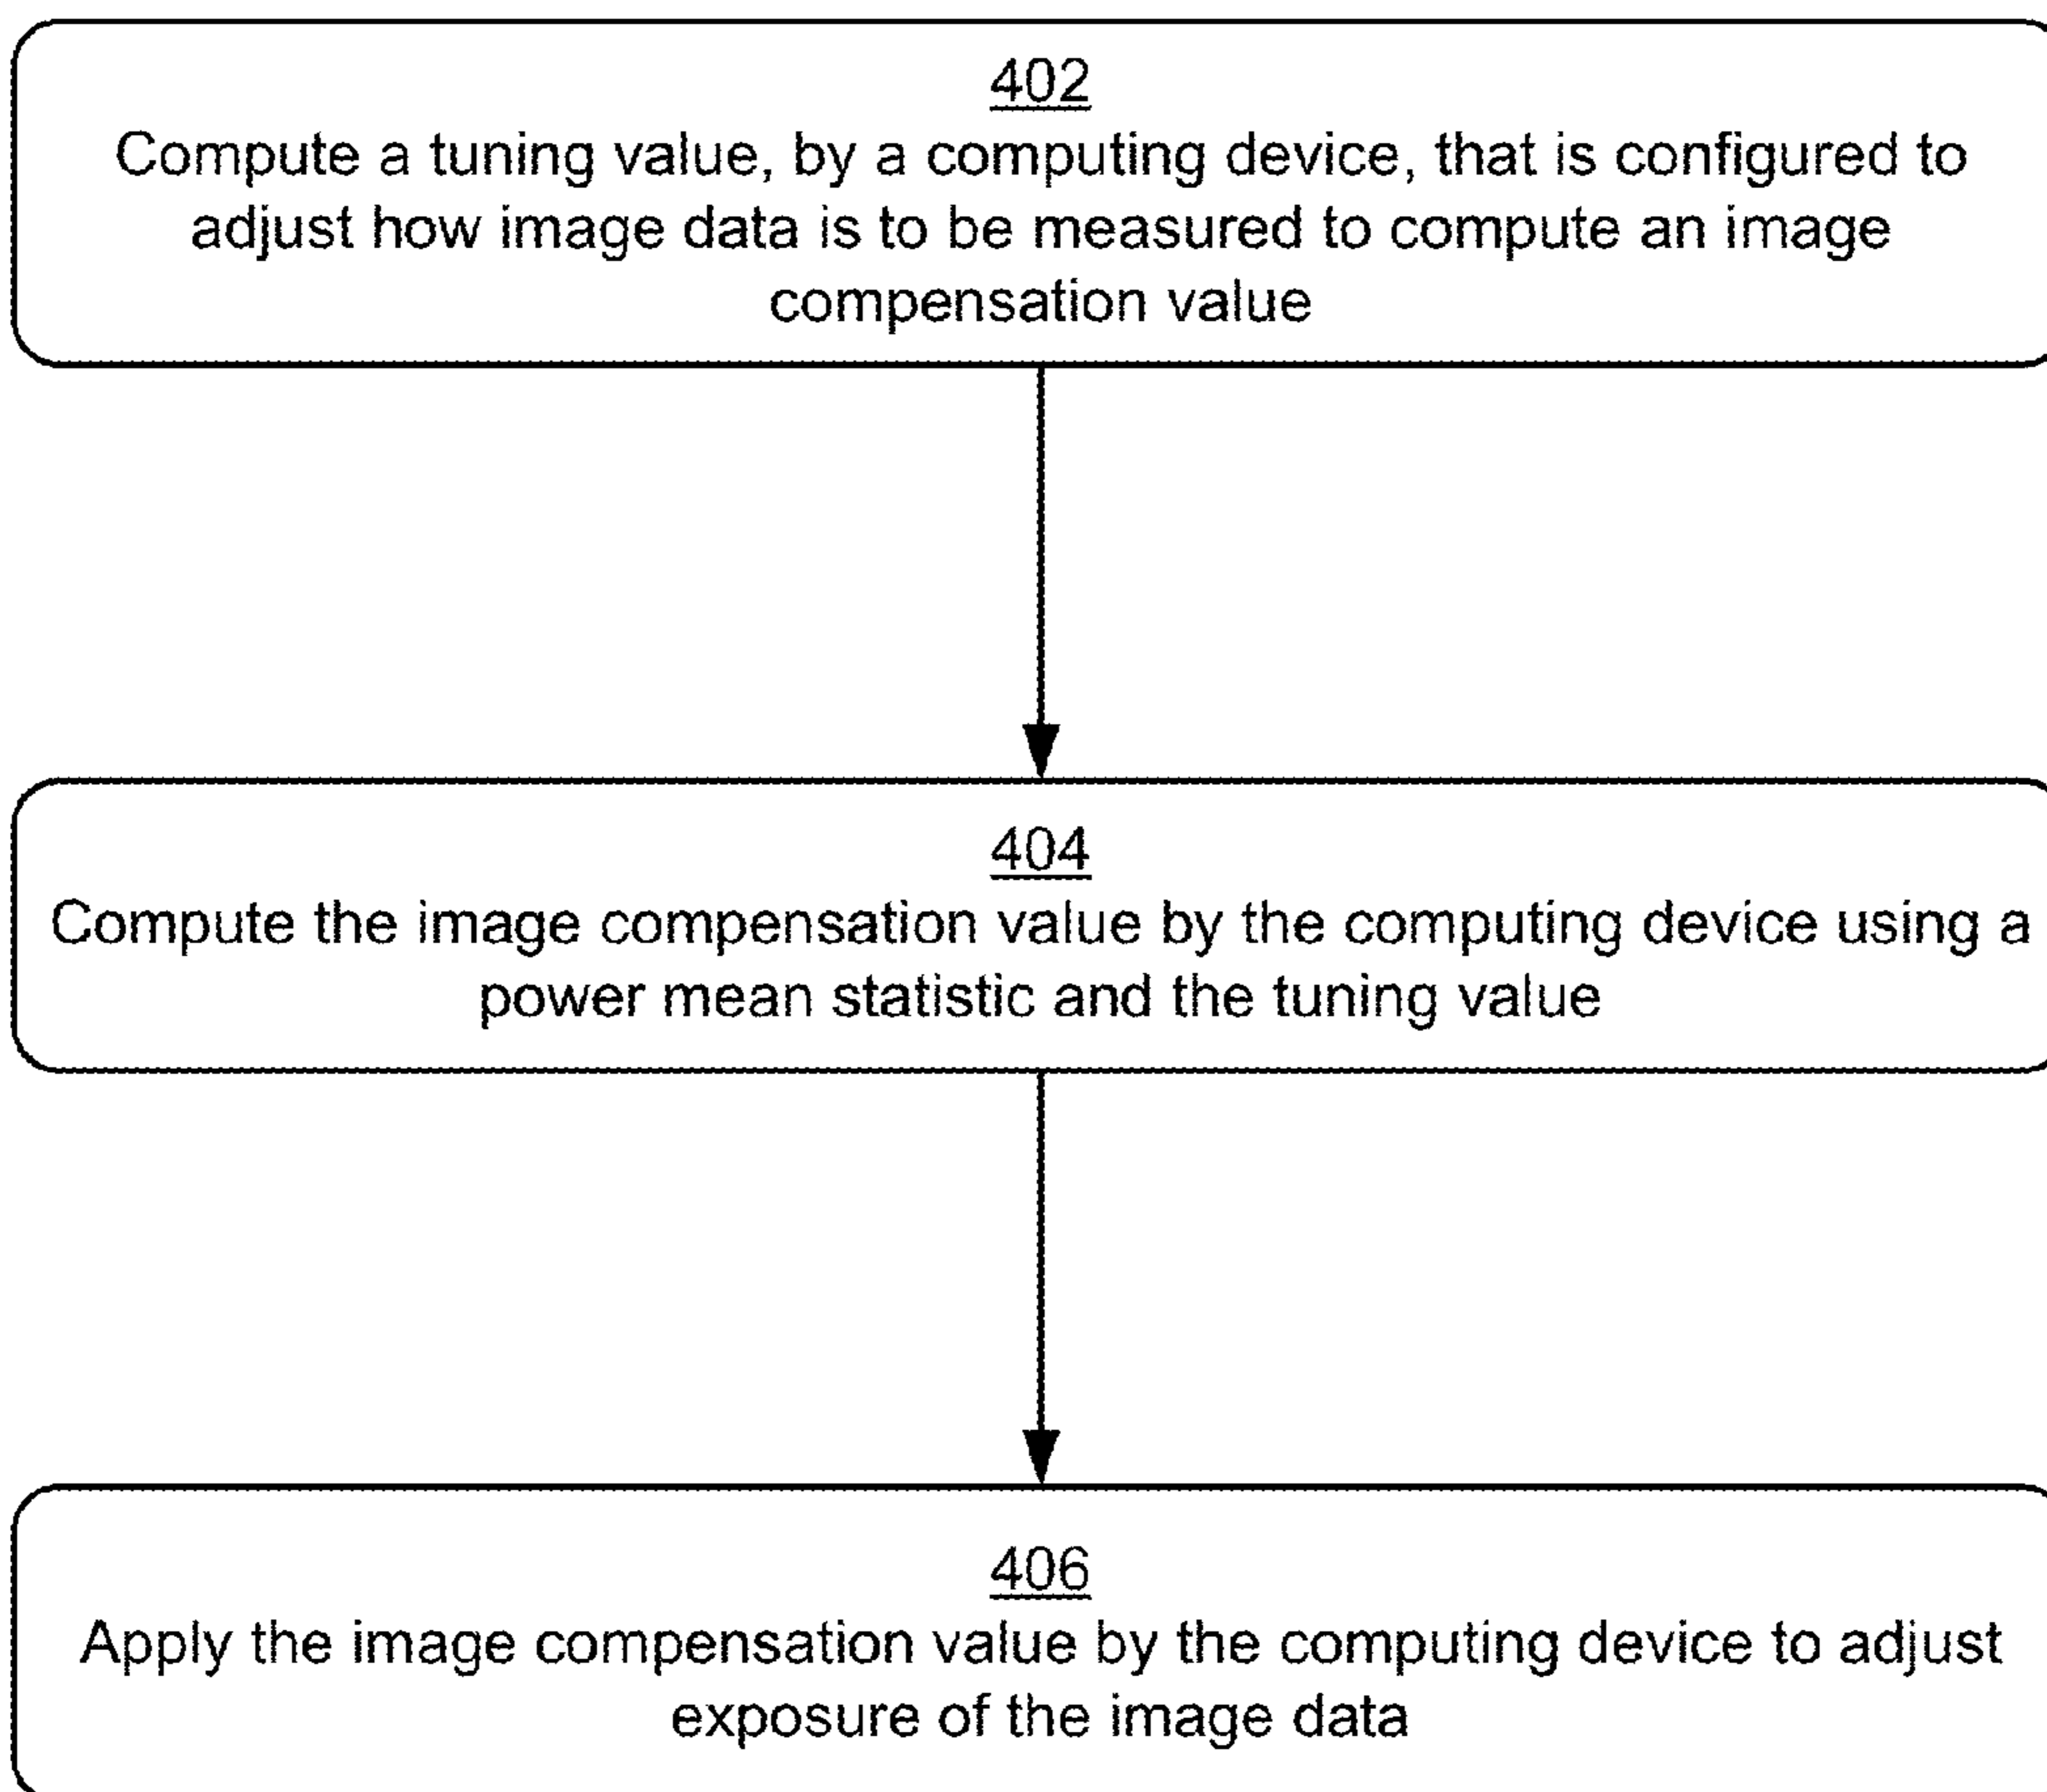 402
Compute a tuning value, by a computing device, that is configured to
adjust how image data is to be measured to compute an image
compensation value
404
Compute the image compensation value by the computing device using a
power mean statistic and the tuning value
406
Apply the image compensation value by the computing device to adjust
exposure of the image data